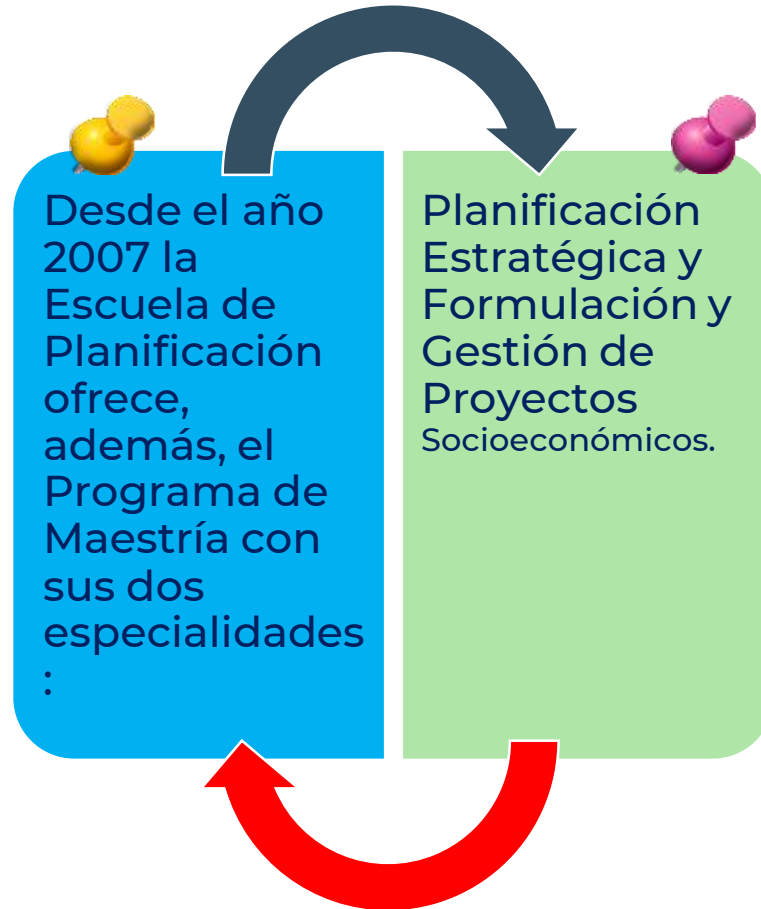 Desde el año
2007 la
Escuela de
Planificación
ofrece,
además, el
Programa de
Maestría con
sus dos
especialidades
:
Planificación
Estratégica y
Formulación y
Gestión de
Proyectos
Socioeconómicos.